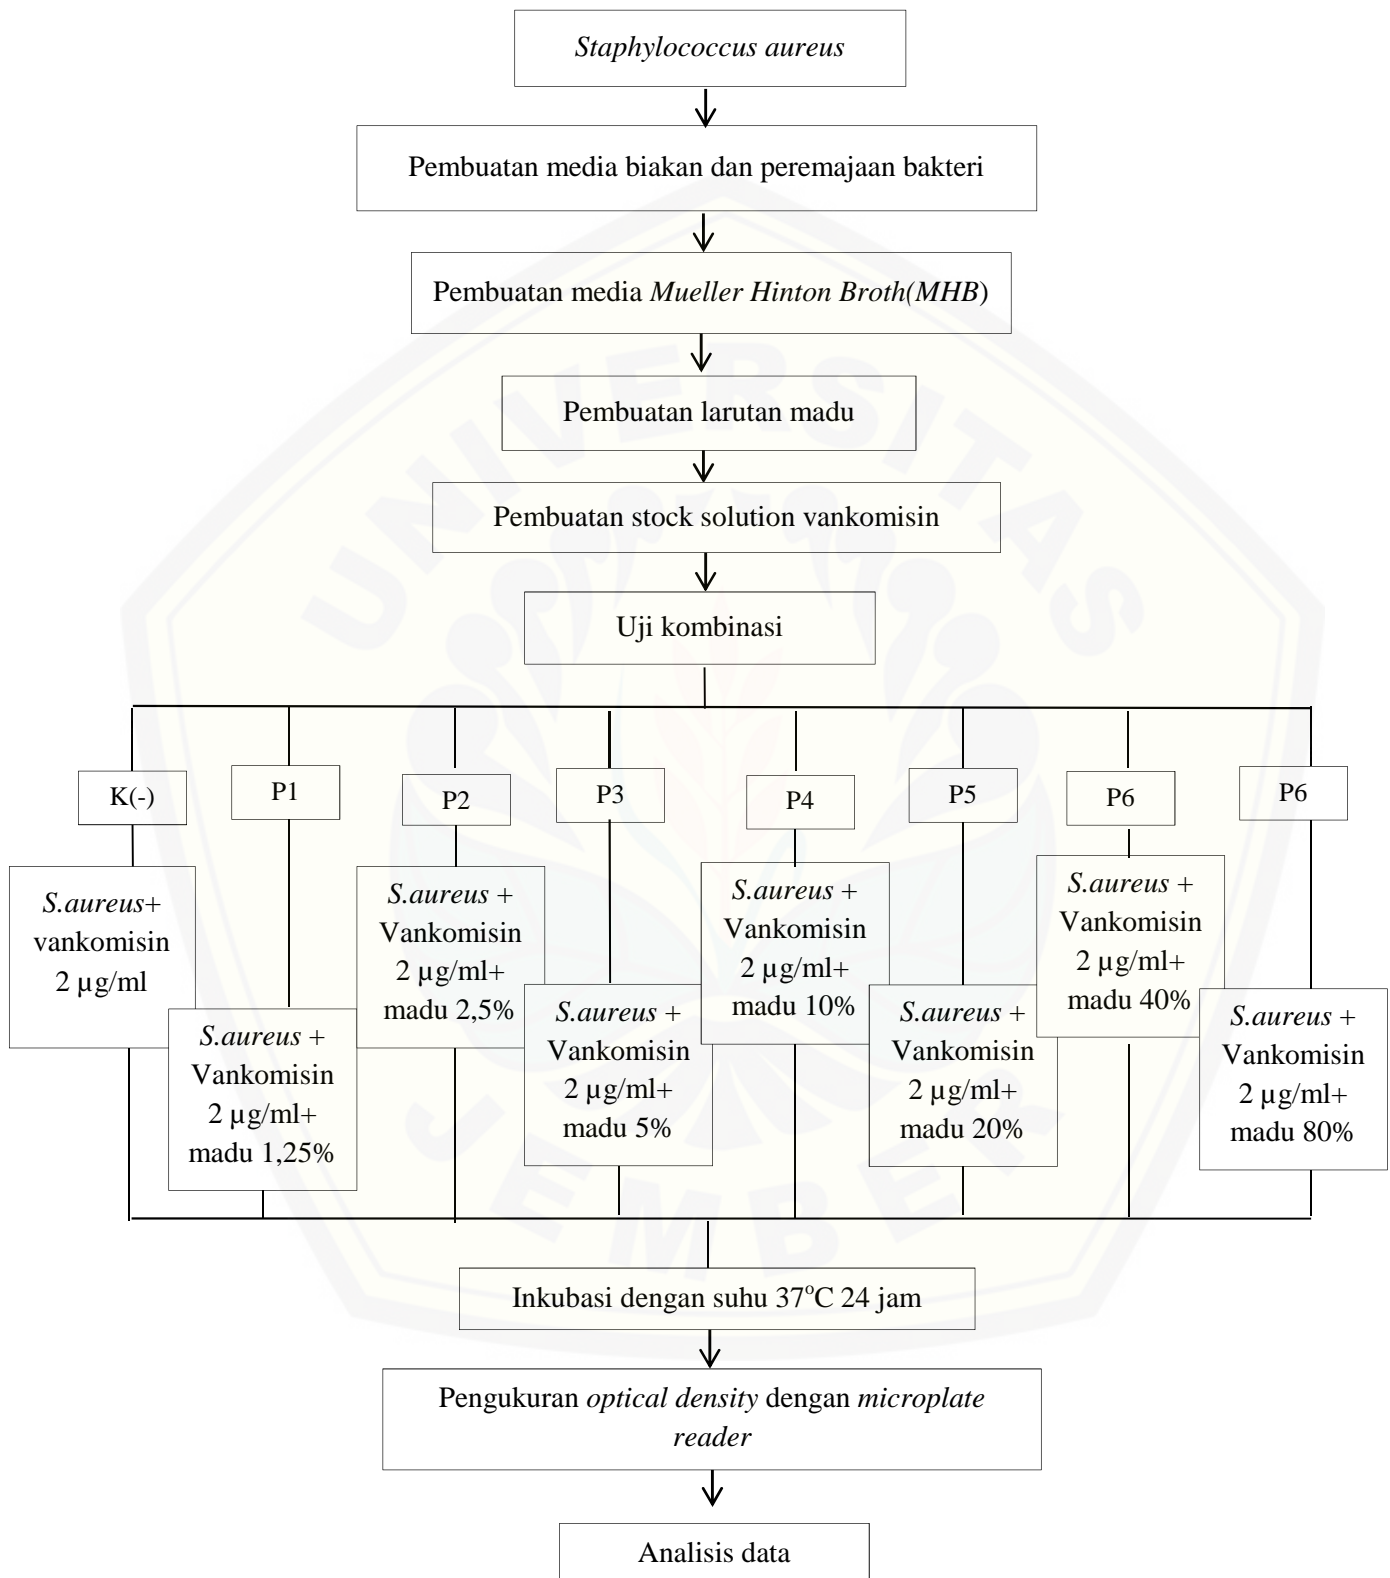 Staphylococcus aureus
Pembuatan media biakan dan peremajaan bakteri
Pembuatan media Mueller Hinton Broth(MHB)
Pembuatan larutan madu
Pembuatan stock solution vankomisin
Uji kombinasi
K(-)
P1
P2
P3
P4
P5
P6
P6
S.aureus+
vankomisin
2 µg/ml
S.aureus +
Vankomisin
2 µg/ml+
madu 1,25%
S.aureus +
Vankomisin
2 µg/ml+
madu 2,5%
S.aureus +
Vankomisin
2 µg/ml+
madu 5%
S.aureus +
Vankomisin
2 µg/ml+
madu 10%
S.aureus +
Vankomisin
2 µg/ml+
madu 20%
S.aureus +
Vankomisin
2 µg/ml+
madu 40%
S.aureus +
Vankomisin
2 µg/ml+
madu 80%
Inkubasi dengan suhu 37°C 24 jam
Pengukuran optical density dengan microplate
reader
Analisis data
UNIVERSITAS
JEMBER